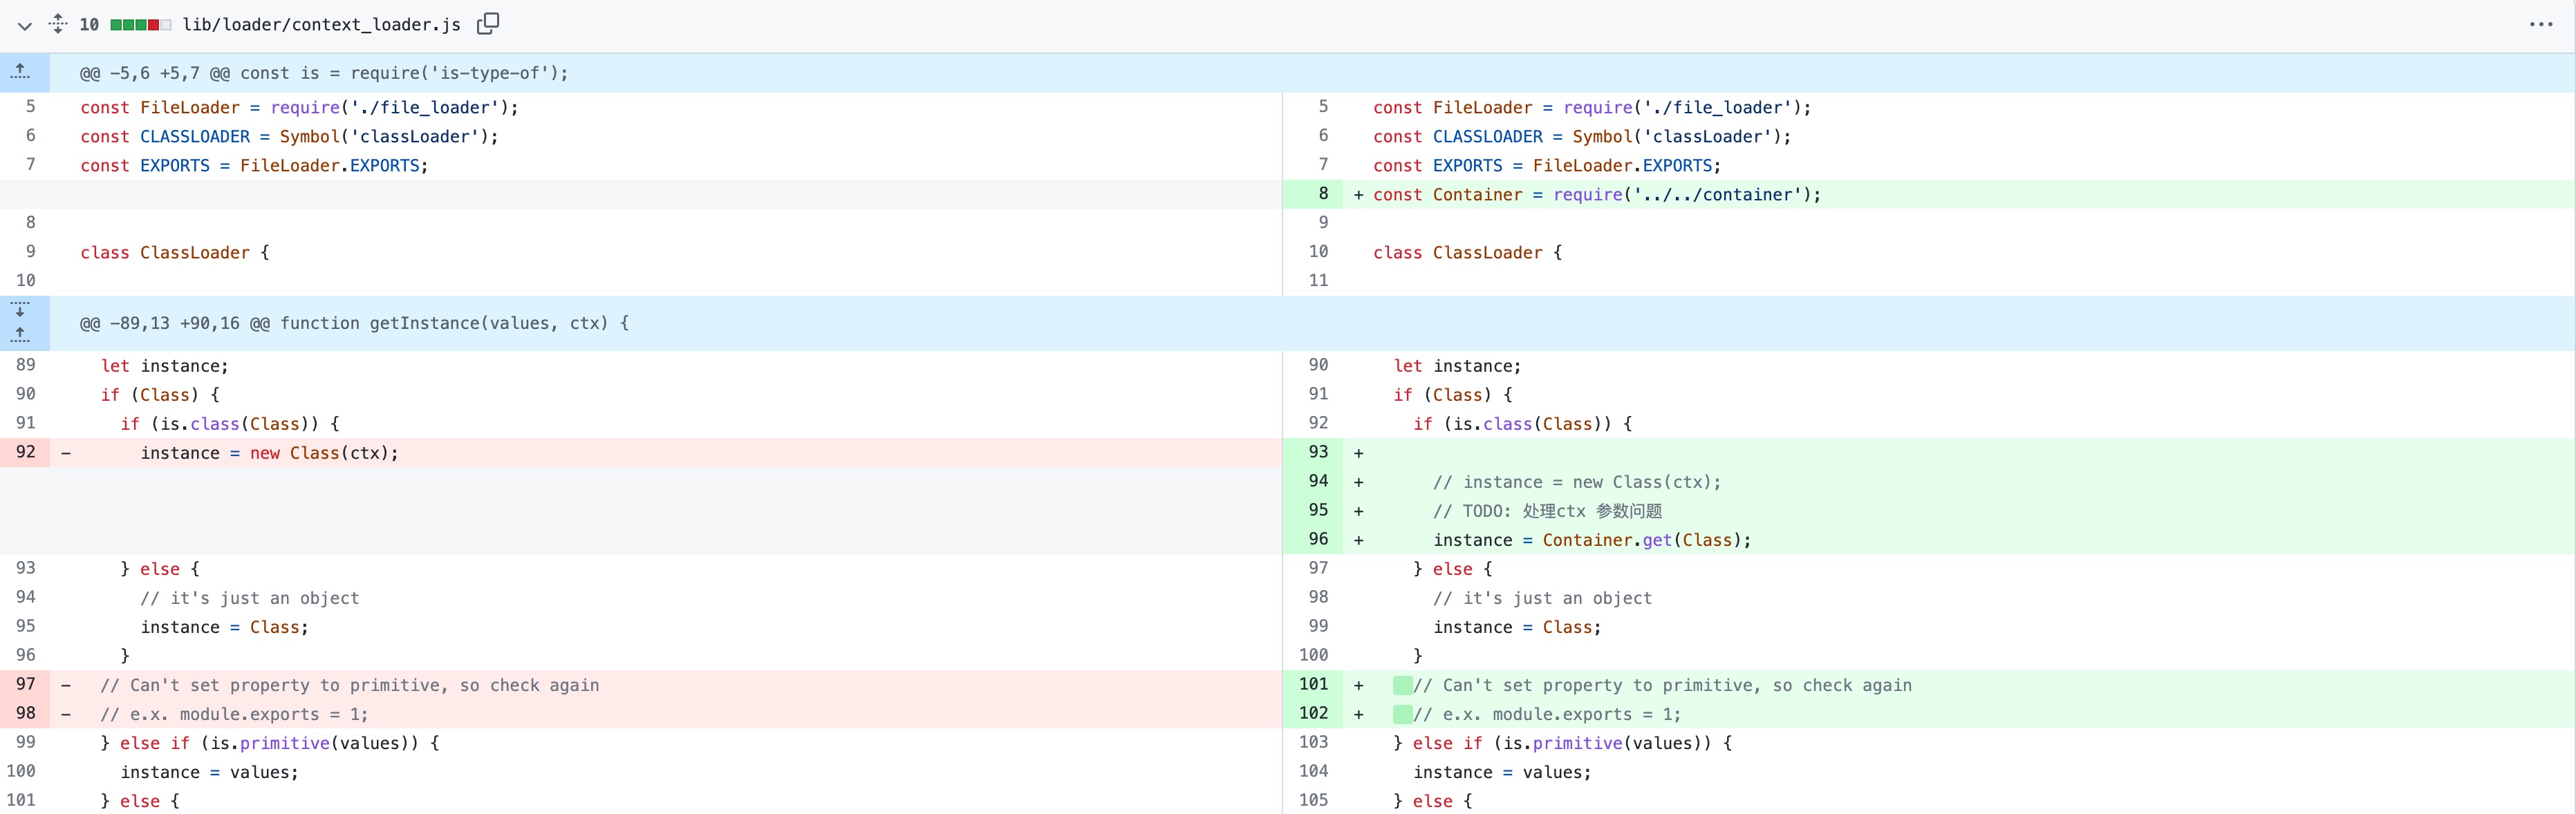 10 lib/loader/context_loader.js
@@ -5,6 +5,7 @@ const is = require('is-type-of');
5 const FileLoader = require('./file_loader');
6 const CLASSLOADER = Symbol('classLoader');
7 const EXPORTS = FileLoader.EXPORTS;
8
9 class ClassLoader {
10
5 const FileLoader = require('./file_loader');
6 const CLASSLOADER = Symbol('classLoader');
7 const EXPORTS = FileLoader.EXPORTS;
8 + const Container = require('../../container');
9
10 class ClassLoader {
11
@@ -89,13 +90,16 @@ function getInstance(values, ctx) {
89 let instance;
90 if (Class) {
91 if (is.class(Class)) {
92 - instance = new Class(ctx);
93 } else {
94 // it's just an object
95 instance = Class;
96 }
97 - // Can't set property to primitive, so check again
98 - // e.x. module.exports = 1;
99 } else if (is.primitive(values)) {
100 instance = values;
101 } else {
90 let instance;
91 if (Class) {
92 if (is.class(Class)) {
93 +
94 + // instance = new Class(ctx);
95 + // TODO: 处理ctx 参数问题
96 + instance = Container.get(Class);
97 } else {
98 // it's just an object
99 instance = Class;
100 }
101 + // Can't set property to primitive, so check again
102 + // e.x. module.exports = 1;
103 } else if (is.primitive(values)) {
104 instance = values;
105 } else {